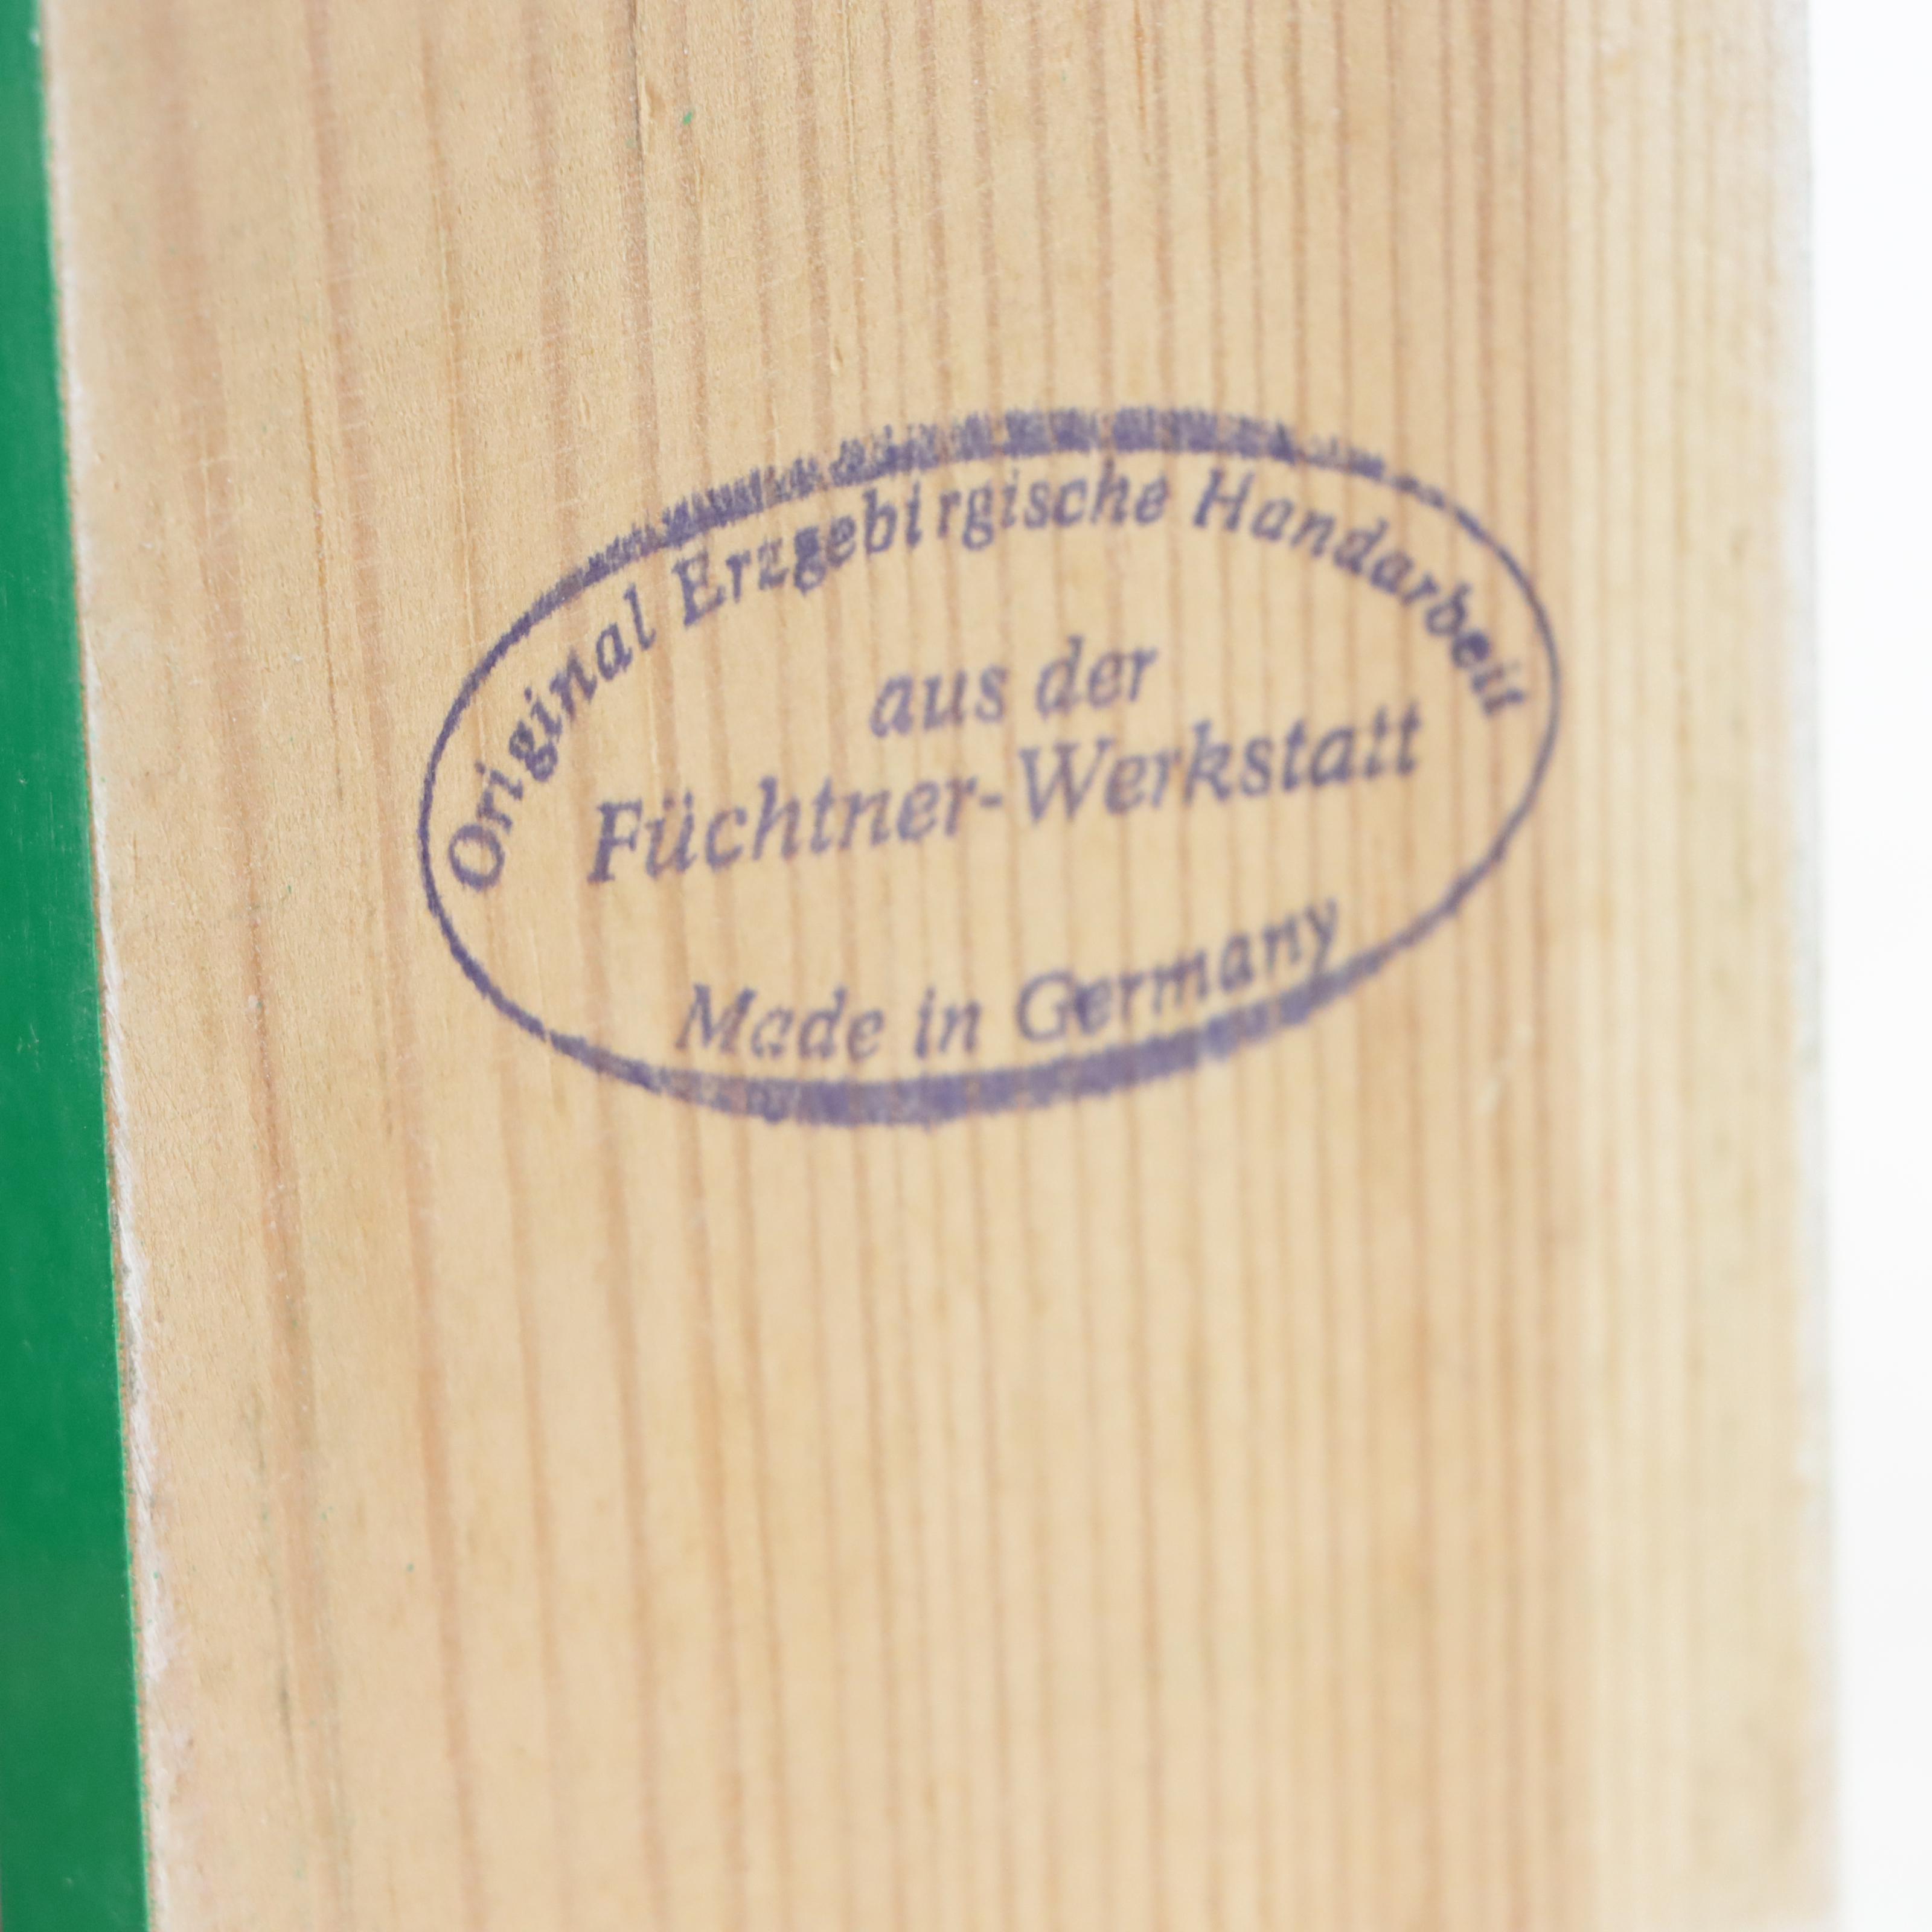 Original Erzgebirgische Handarbeit
aus der
Füchtner-Werkstatt
Made in Germany